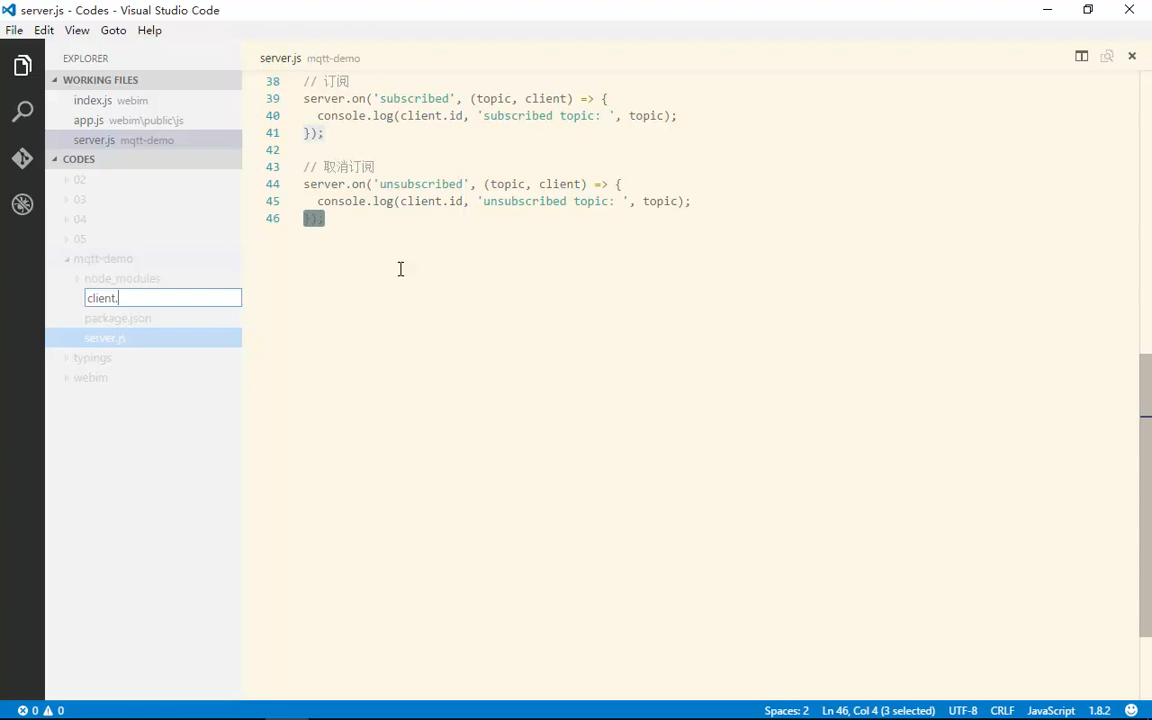 server.js - Codes - Visual Studio Code
File Edit View Goto Help
EXPLORER
WORKING FILES
index.js webim
app.js webim\public\js
server.js mqtt-demo
CODES
02
03
04
05
mqtt-demo
node_modules
client.
package.json
server.js
typings
webim
server.js mqtt-demo
38 // 订阅
39 server.on('subscribed', (topic, client) => {
40 console.log(client.id, 'subscribed topic: ', topic);
41 });
42
43 // 取消订阅
44 server.on('unsubscribed', (topic, client) => {
45 console.log(client.id, 'unsubscribed topic: ', topic);
46 });
0 0 Spaces: 2 Ln 46, Col 4 (3 selected) UTF-8 CRLF JavaScript 1.8.2